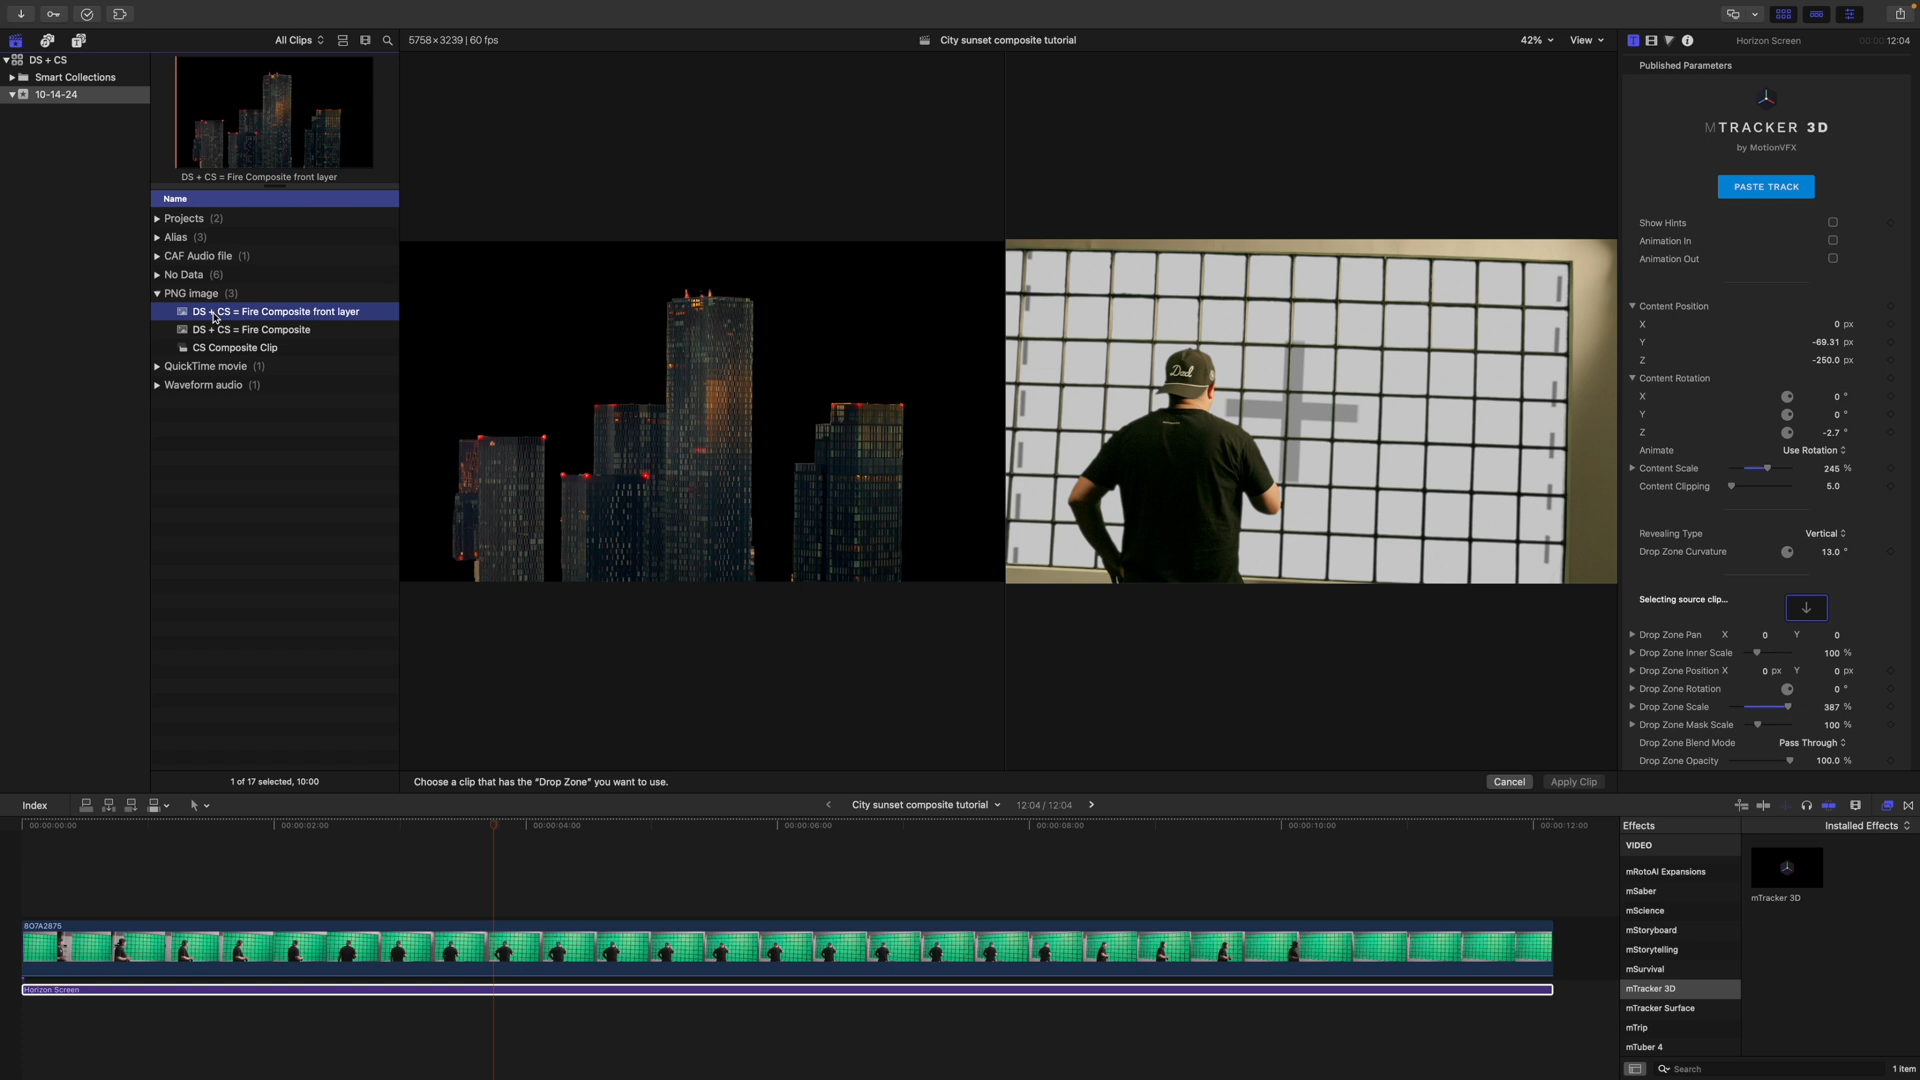 All Clips
5758×3239 | 60 fps
City sunset composite tutorial
42%
View
Horizon Screen
00:00 12:04
DS + CS
Smart Collections
10-14-24
DS + CS = Fire Composite front layer
Name
Projects (2)
Alias (3)
CAF Audio file (1)
No Data (6)
PNG image (3)
DS + CS = Fire Composite front layer
DS + CS = Fire Composite
CS Composite Clip
QuickTime movie (1)
Waveform audio (1)
1 of 17 selected, 10:00
Dad
Published Parameters
MTRACKER 3D
by MotionVFX
PASTE TRACK
Show Hints
Animation In
Animation Out
Content Position
X 0 px
Y -69.31 px
Z -250.0 px
Content Rotation
X 0 °
Y 0 °
Z -2.7 °
Animate Use Rotation
Content Scale 245 %
Content Clipping 5.0
Revealing Type Vertical
Drop Zone Curvature 13.0 °
Selecting source clip...
Drop Zone Pan X 0 Y 0
Drop Zone Inner Scale 100 %
Drop Zone Position X 0 px Y 0 px
Drop Zone Rotation 0 °
Drop Zone Scale 387 %
Drop Zone Mask Scale 100 %
Drop Zone Blend Mode Pass Through
Drop Zone Opacity 100.0 %
Choose a clip that has the "Drop Zone" you want to use.
Cancel
Apply Clip
Index
City sunset composite tutorial
12:04 / 12:04
00:00:00:00
00:00:02:00
00:00:04:00
00:00:06:00
00:00:08:00
00:00:10:00
00:00:12:00
8O7A2875
Horizon Screen
Effects
Installed Effects
VIDEO
mRotoAI Expansions
mSaber
mScience
mStoryboard
mStorytelling
mSurvival
mTracker 3D
mTracker Surface
mTrip
mTuber 4
mTracker 3D
Search
1 item